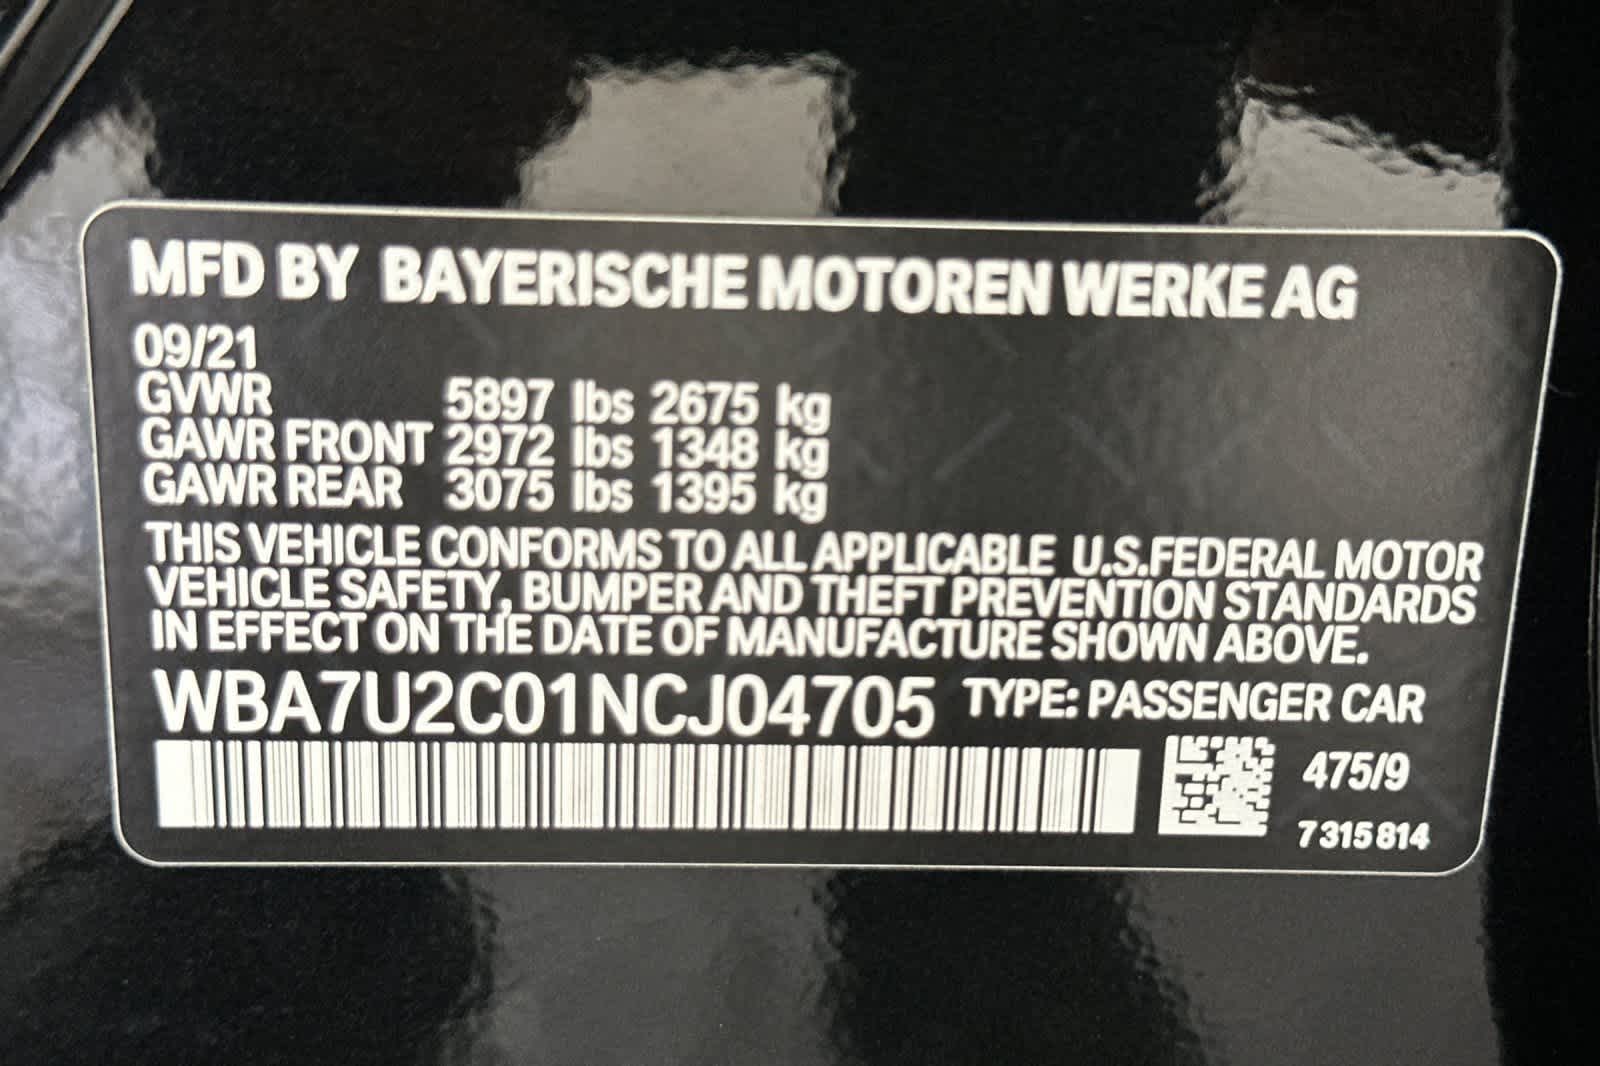 MFD BY BAYERISCHE MOTOREN WERKE AG
09/21
GVWR 5897 lbs 2675 kg
GAWR FRONT 2972 lbs 1348 kg
GAWR REAR 3075 lbs 1395 kg
THIS VEHICLE CONFORMS TO ALL APPLICABLE U.S.FEDERAL MOTOR
VEHICLE SAFETY, BUMPER AND THEFT PREVENTION STANDARDS
IN EFFECT ON THE DATE OF MANUFACTURE SHOWN ABOVE.
WBA7U2C01NCJ04705 TYPE: PASSENGER CAR
475/9
7315814